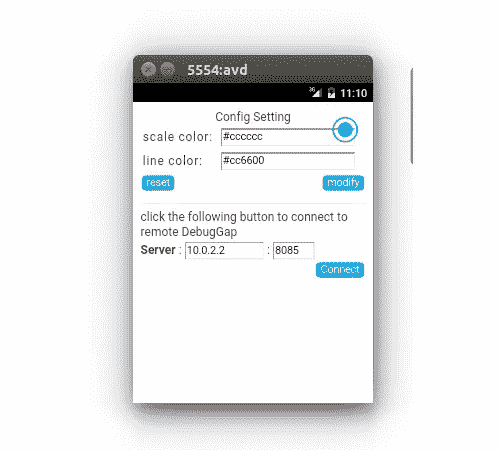 5554:avd
3G 11:10
Config Setting
scale color: #cccccc
line color: #cc6600
reset modify
click the following button to connect to
remote DebugGap
Server : 10.0.2.2 : 8085
Connect